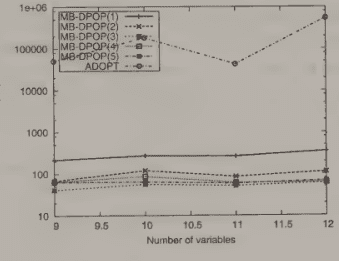 1e+06
100000
10000
1000
100
10
MB-DPOP(1)
MB-DPOP(2)
MB-DPOP(3)
MB-DPOP(4)
MB-DPOP(5)
ADOPT
9 9.5 10 10.5 11 11.5 12
Number of variables